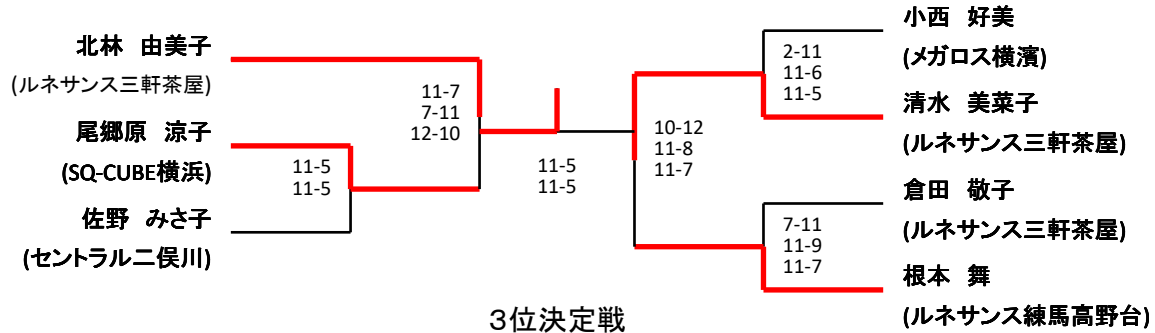 北林　由美子
(ルネサンス三軒茶屋)
尾郷原　涼子
(SQ-CUBE横浜)
佐野　みさ子
(セントラル二俣川)
11-5
11-5
11-7
7-11
12-10
11-5
11-5
10-12
11-8
11-7
小西　好美
(メガロス横濱)
清水　美菜子
(ルネサンス三軒茶屋)
2-11
11-6
11-5
倉田　敬子
(ルネサンス三軒茶屋)
根本　舞
(ルネサンス練馬高野台)
7-11
11-9
11-7
３位決定戦